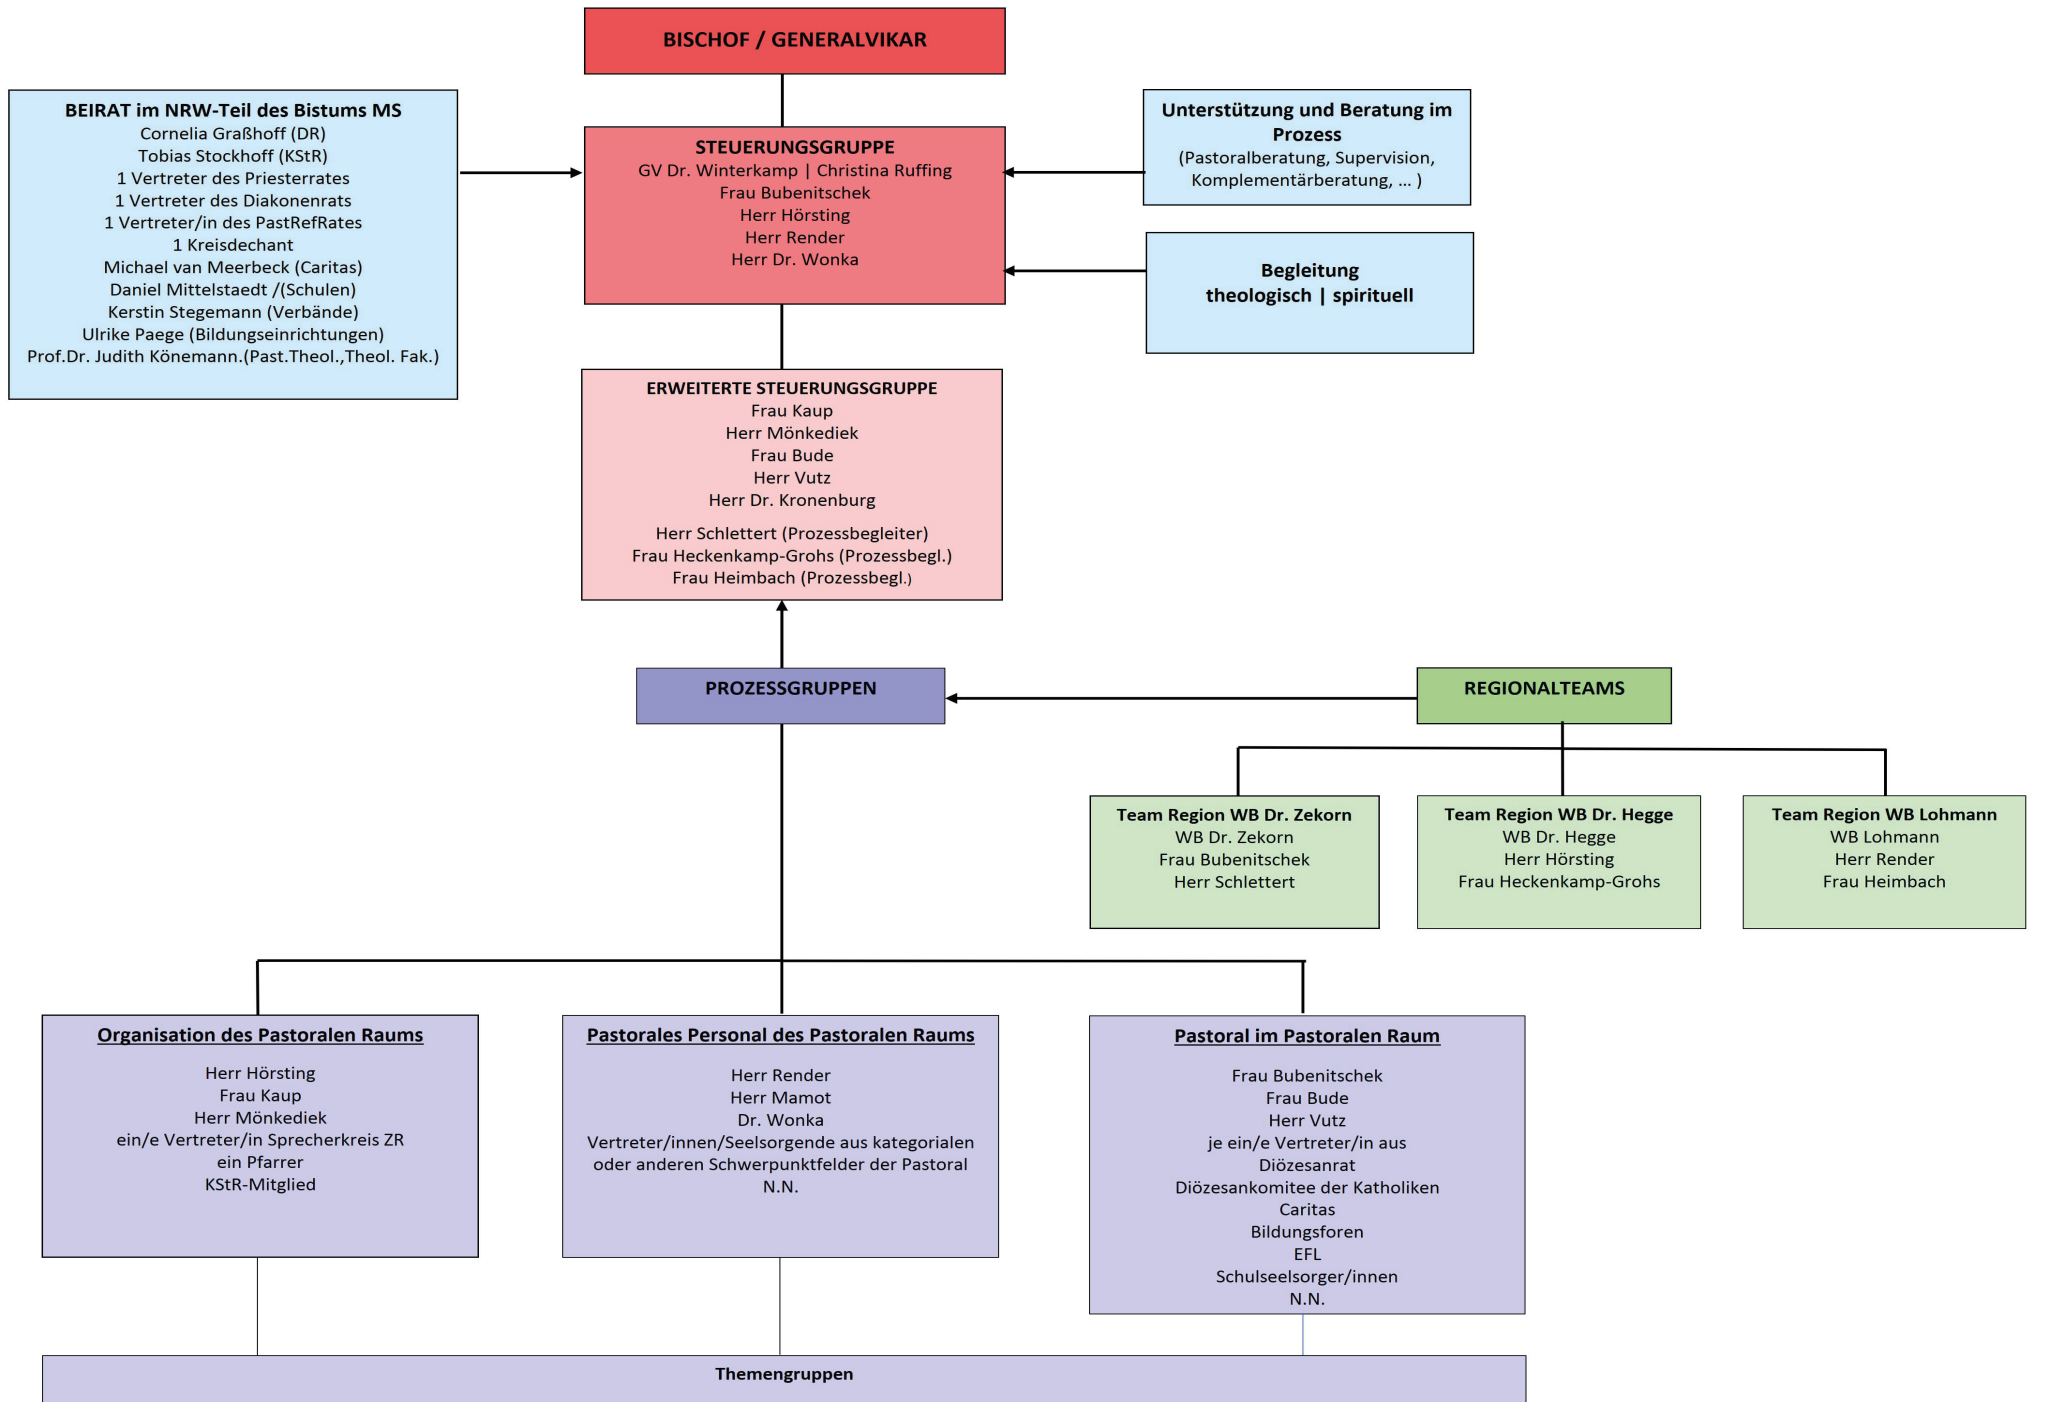 BISCHOF / GENERALVIKAR
BEIRAT im NRW-Teil des Bistums MS
Cornelia Graßhoff (DR)
Tobias Stockhoff (KStR)
1 Vertreter des Priesterrates
1 Vertreter des Diakonenrats
1 Vertreter/in des PastRefRates
1 Kreisdechant
Michael van Meerbeck (Caritas)
Daniel Mittelstaedt /(Schulen)
Kerstin Stegemann (Verbände)
Ulrike Paege (Bildungseinrichtungen)
Prof.Dr. Judith Könemann.(Past.Theol.,Theol. Fak.)
STEUERUNGSGRUPPE
GV Dr. Winterkamp | Christina Ruffing
Frau Bubenitschek
Herr Hörsting
Herr Render
Herr Dr. Wonka
Unterstützung und Beratung im
Prozess
(Pastoralberatung, Supervision,
Komplementärberatung, ... )
Begleitung
theologisch | spirituell
ERWEITERTE STEUERUNGSGRUPPE
Frau Kaup
Herr Mönkediek
Frau Bude
Herr Vutz
Herr Dr. Kronenburg
Herr Schlettert (Prozessbegleiter)
Frau Heckenkamp-Grohs (Prozessbegl.)
Frau Heimbach (Prozessbegl.)
PROZESSGRUPPEN
REGIONALTEAMS
Team Region WB Dr. Zekorn
WB Dr. Zekorn
Frau Bubenitschek
Herr Schlettert
Team Region WB Dr. Hegge
WB Dr. Hegge
Herr Hörsting
Frau Heckenkamp-Grohs
Team Region WB Lohmann
WB Lohmann
Herr Render
Frau Heimbach
Organisation des Pastoralen Raums
Herr Hörsting
Frau Kaup
Herr Mönkediek
ein/e Vertreter/in Sprecherkreis ZR
ein Pfarrer
KStR-Mitglied
Pastorales Personal des Pastoralen Raums
Herr Render
Herr Mamot
Dr. Wonka
Vertreter/innen/Seelsorgende aus kategorialen
oder anderen Schwerpunktfelder der Pastoral
N.N.
Pastoral im Pastoralen Raum
Frau Bubenitschek
Frau Bude
Herr Vutz
je ein/e Vertreter/in aus
Diözesanrat
Diözesankomitee der Katholiken
Caritas
Bildungsforen
EFL
Schulseelsorger/innen
N.N.
Themengruppen